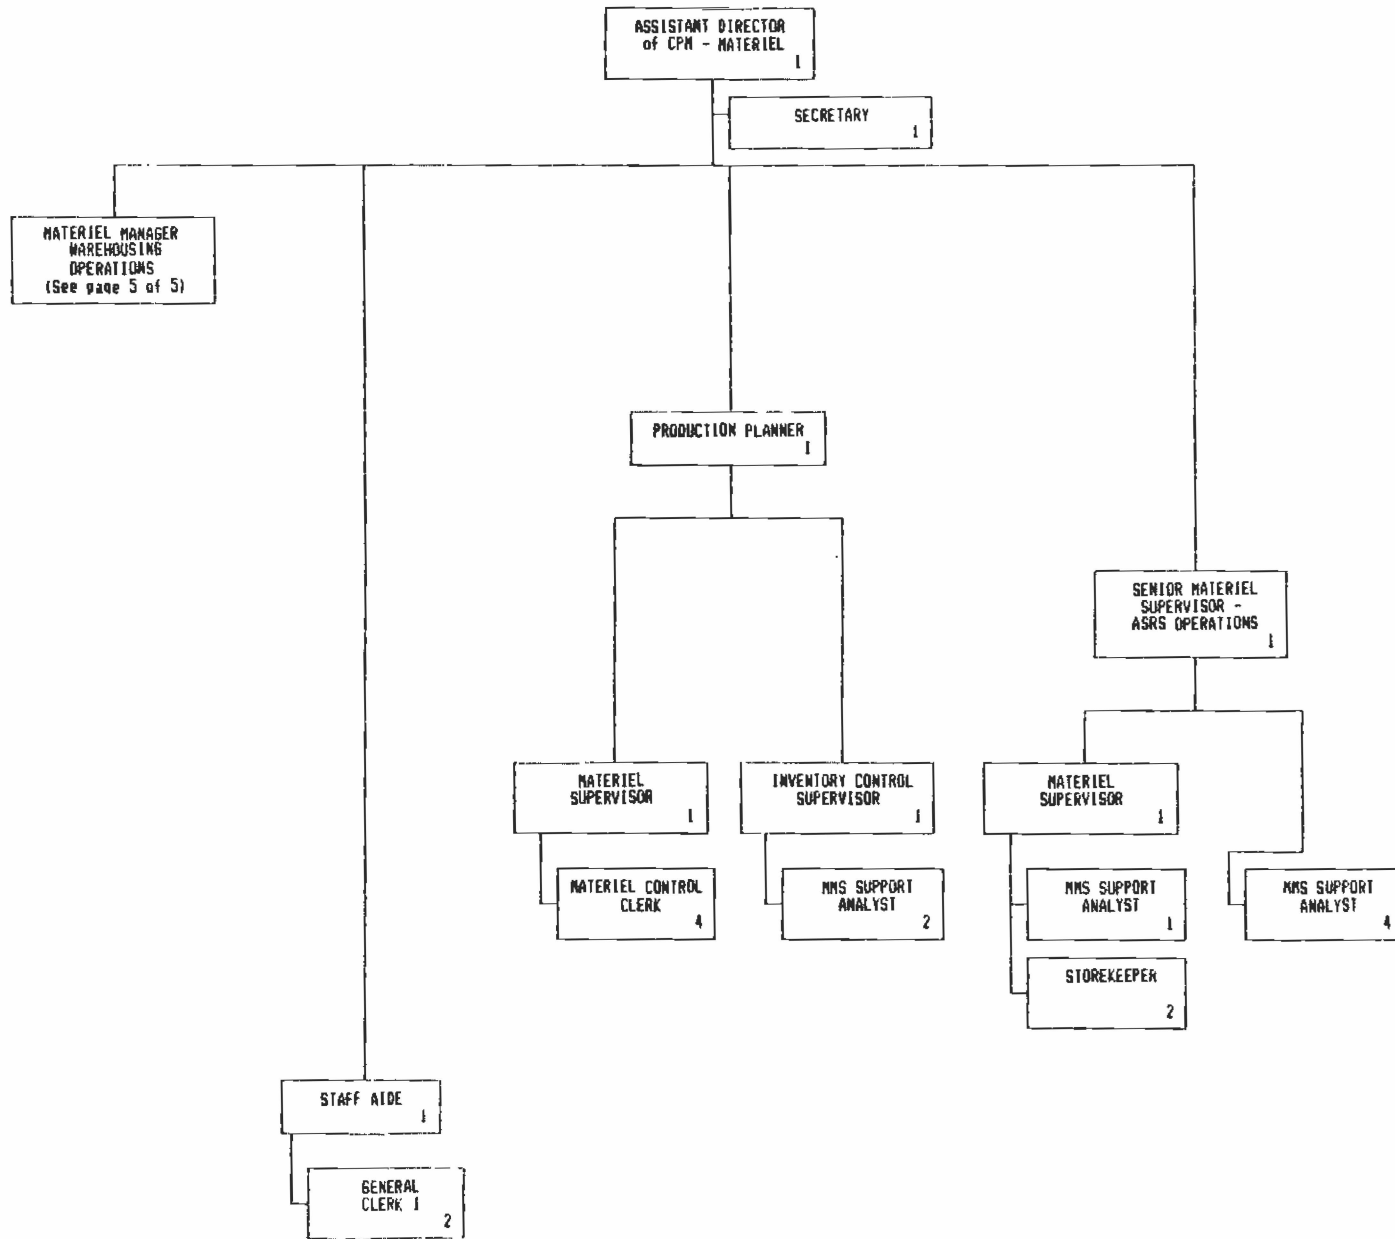 ASSISTANT DIRECTOR
of CPM - MATERIEL
1
SECRETARY
1
MATERIEL MANAGER
WAREHOUSING
OPERATIONS
(See page 5 of 5)
PRODUCTION PLANNER
1
SENIOR MATERIEL
SUPERVISOR -
ASRS OPERATIONS
1
MATERIEL
SUPERVISOR
1
INVENTORY CONTROL
SUPERVISOR
1
MATERIEL
SUPERVISOR
1
MATERIEL CONTROL
CLERK
4
MMS SUPPORT
ANALYST
2
MMS SUPPORT
ANALYST
1
MMS SUPPORT
ANALYST
4
STOREKEEPER
2
STAFF AIDE
1
GENERAL
CLERK 1
2